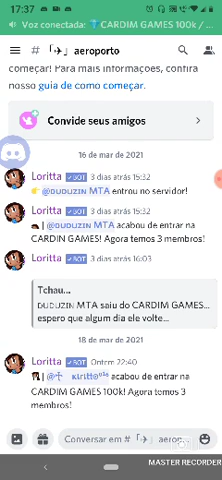 17:37
Voz conectada: CARDIM GAMES 100k / ...
# 「✈」aeroporto
começar! Para mais informações, confira
nosso guia de como começar.
Convide seus amigos
16 de mar de 2021
Loritta ✓BOT 3 dias atrás 15:32
👉 @DUDUZIN MTA entrou no servidor!
Loritta ✓BOT 3 dias atrás 15:32
| @DUDUZIN MTA acabou de entrar na
CARDIN GAMES! Agora temos 3 membros!
Loritta ✓BOT 3 dias atrás 16:03
Tchau...
DUDUZIN MTA saiu do CARDIM GAMES...
espero que algum dia ele volte...
18 de mar de 2021
Loritta ✓BOT Ontem 22:40
| @ acabou de entrar na
CARDIM GAMES 100k! Agora temos 3
membros!
Conversar em #「✈」aerop...
MASTER RECORDER